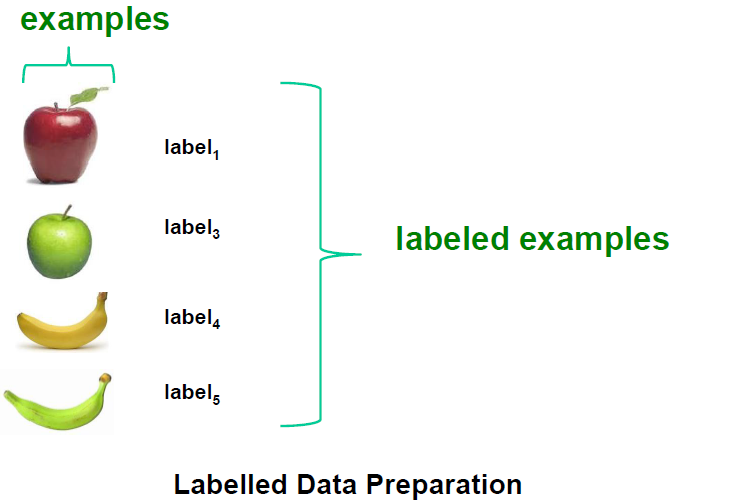 examples
label₁
label₃
labeled examples
label₄
label₅
Labelled Data Preparation